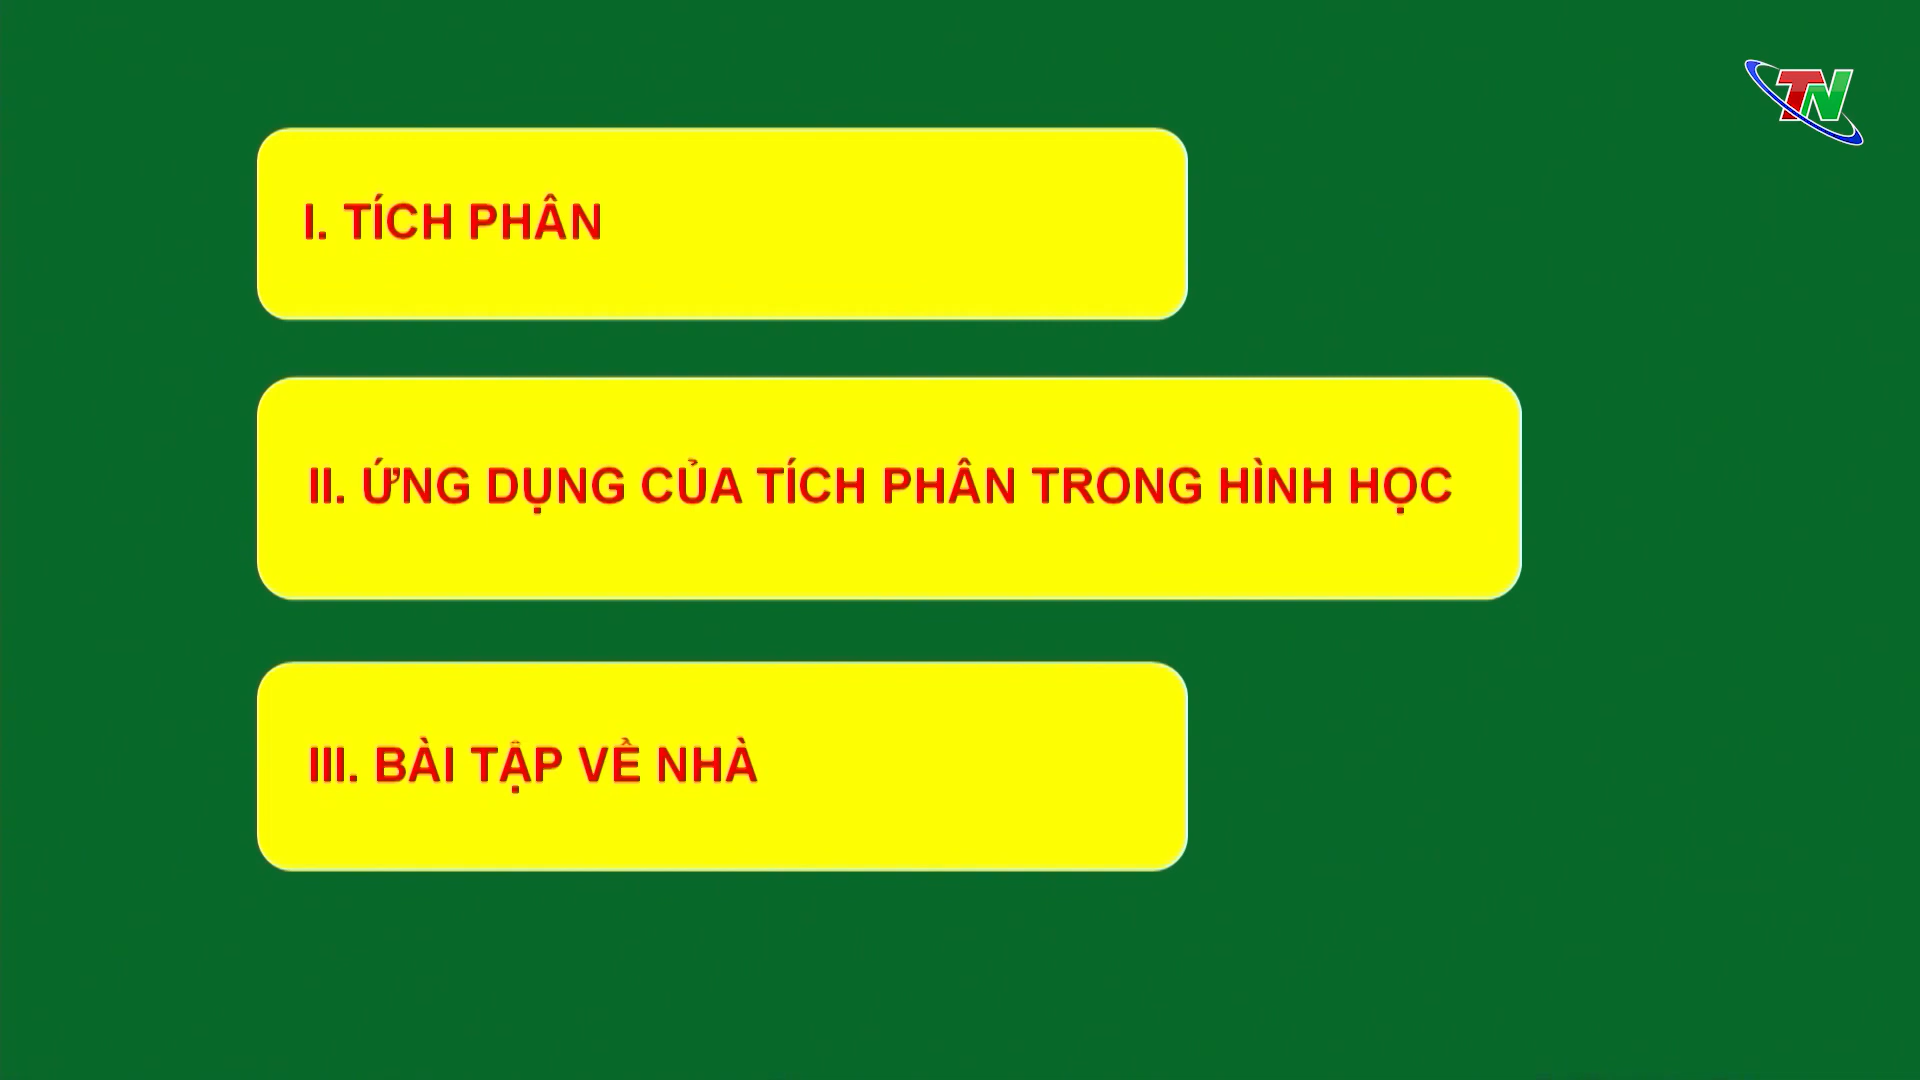 TN
I. TÍCH PHÂN
II. ỨNG DỤNG CỦA TÍCH PHÂN TRONG HÌNH HỌC
III. BÀI TẬP VỀ NHÀ